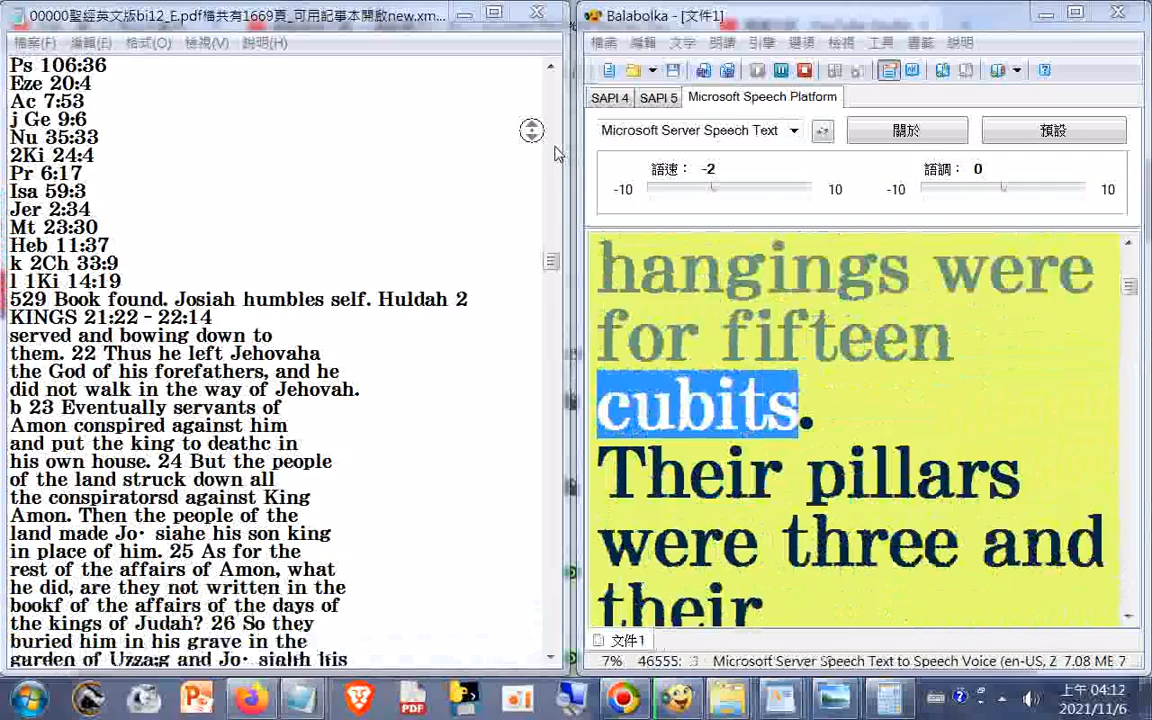 00000聖經英文版bi12_E.pdf檔共有1669頁_可用記事本開啟new.xm...
檔案(F) 編輯(E) 格式(O) 檢視(V) 說明(H)
Ps 106:36
Eze 20:4
Ac 7:53
j Ge 9:6
Nu 35:33
2Ki 24:4
Pr 6:17
Isa 59:3
Jer 2:34
Mt 23:30
Heb 11:37
k 2Ch 33:9
l 1Ki 14:19
529 Book found. Josiah humbles self. Huldah 2
KINGS 21:22 - 22:14
served and bowing down to
them. 22 Thus he left Jehovaha
the God of his forefathers, and he
did not walk in the way of Jehovah.
b 23 Eventually servants of
Amon conspired against him
and put the king to deathc in
his own house. 24 But the people
of the land struck down all
the conspiratorsd against King
Amon. Then the people of the
land made Jo· siahe his son king
in place of him. 25 As for the
rest of the affairs of Amon, what
he did, are they not written in the
bookf of the affairs of the days of
the kings of Judah? 26 So they
buried him in his grave in the
garden of Uzza;g and Jo· siahh his
Balabolka - [文件1]
檔案 編輯 文字 朗讀 引擎 選項 檢視 工具 書籤 說明
SAPI 4 SAPI 5 Microsoft Speech Platform
Microsoft Server Speech Text 關於 預設
語速： -2 語調： 0
-10 10 -10 10
hangings were
for fifteen
cubits.
Their pillars
were three and
their
文件1
7% 46555: Microsoft Server Speech Text to Speech Voice (en-US, Z 7.08 MB 7
上午 04:12
2021/11/6